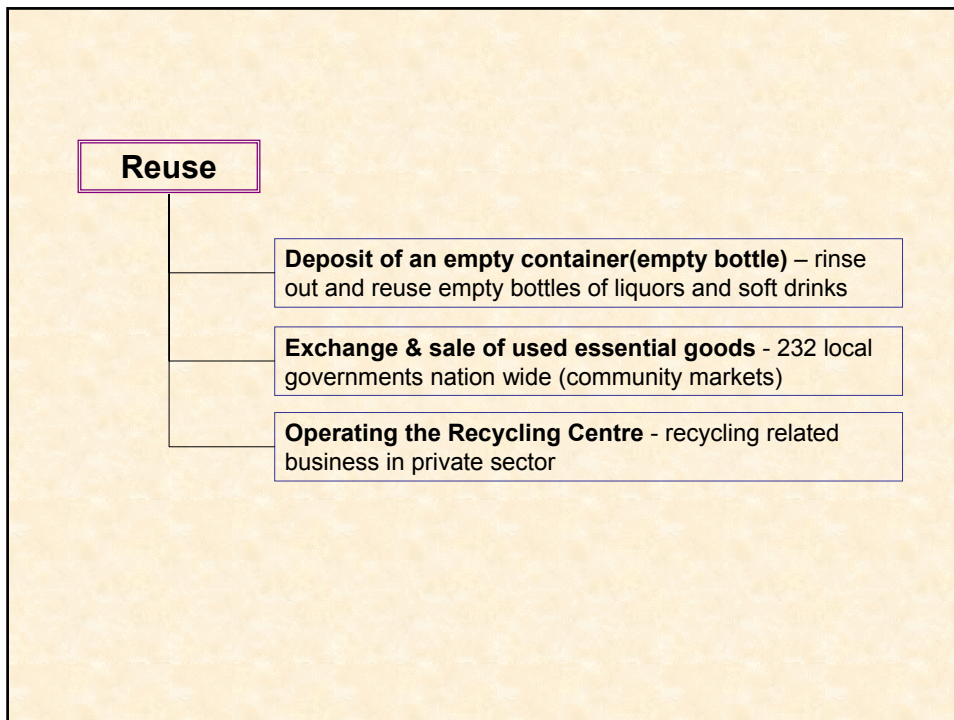 Reuse
Deposit of an empty container(empty bottle) – rinse
out and reuse empty bottles of liquors and soft drinks
Exchange & sale of used essential goods - 232 local
governments nation wide (community markets)
Operating the Recycling Centre - recycling related
business in private sector